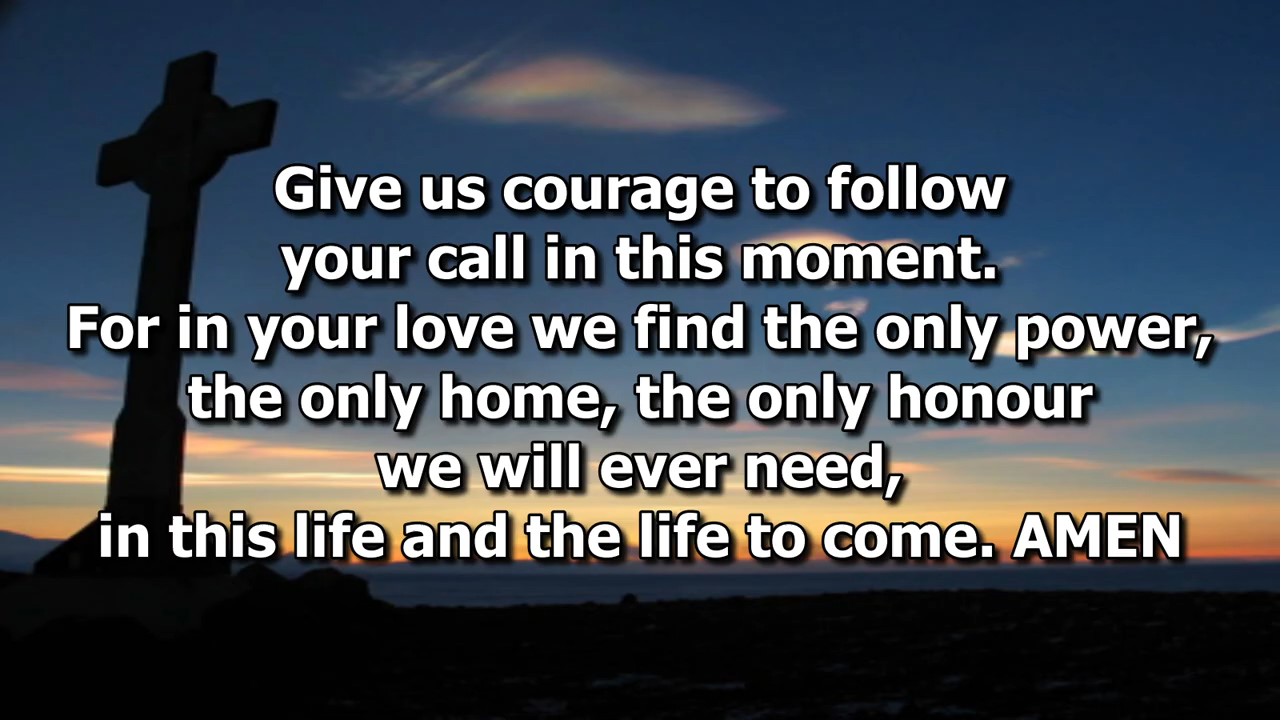 Give us courage to follow
your call in this moment.
For in your love we find the only power,
the only home, the only honour
we will ever need,
in this life and the life to come. AMEN